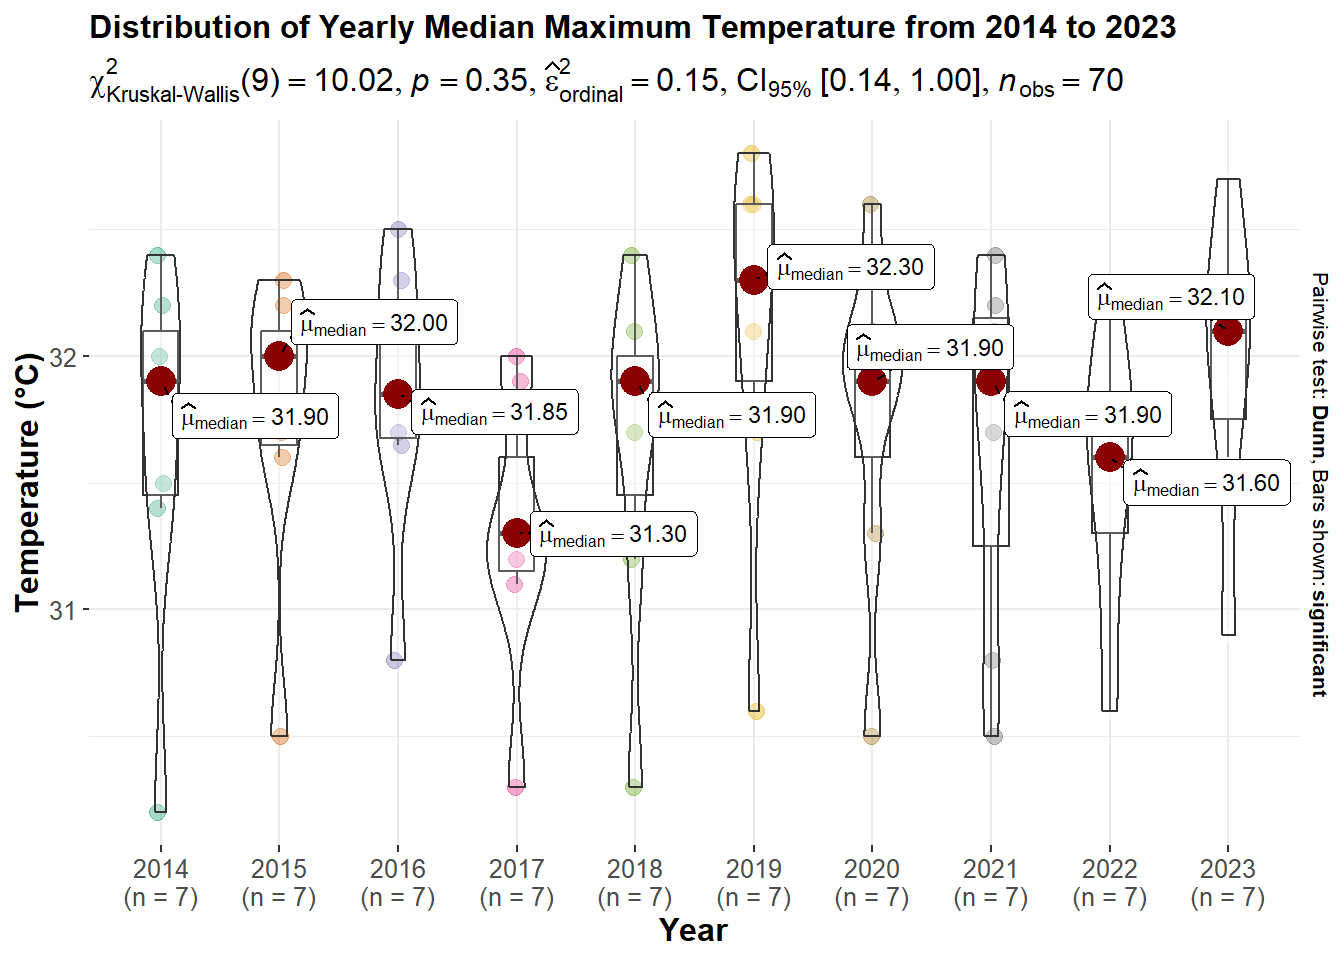 Distribution of Yearly Median Maximum Temperature from 2014 to 2023
χ²Kruskal-Wallis(9) = 10.02, p = 0.35, ε̂²ordinal = 0.15, CI95% [0.14, 1.00], nobs = 70
Temperature (°C)
32
31
μ̂median = 31.90
μ̂median = 32.00
μ̂median = 31.85
μ̂median = 31.30
μ̂median = 31.90
μ̂median = 32.30
μ̂median = 31.90
μ̂median = 31.90
μ̂median = 31.60
μ̂median = 32.10
Pairwise test: Dunn, Bars shown: significant
2014 2015 2016 2017 2018 2019 2020 2021 2022 2023
(n = 7) (n = 7) (n = 7) (n = 7) (n = 7) (n = 7) (n = 7) (n = 7) (n = 7) (n = 7)
Year